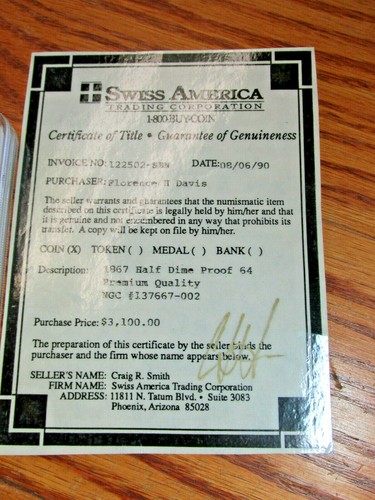 SWISS AMERICA
TRADING CORPORATION
1-800-BUY-COIN
Certificate of Title • Guarantee of Genuineness
INVOICE NO: 122502-SBN DATE: 08/06/90
PURCHASER: Florence H Davis
The seller warrants and guarantees that the numismatic item
described on this certificate is legally held by him/her and that
it is genuine and not encumbered in any way that prohibits its
transfer. A copy will be kept on file by him/her.
COIN (X) TOKEN ( ) MEDAL ( ) BANK ( )
Description: 1867 Half Dime Proof 64
Premium Quality
NGC #137667-002
Purchase Price: $3,100.00
The preparation of this certificate by the seller binds the
purchaser and the firm whose name appears below.
SELLER'S NAME: Craig R. Smith
FIRM NAME: Swiss America Trading Corporation
ADDRESS: 11811 N. Tatum Blvd. • Suite 3083
Phoenix, Arizona 85028